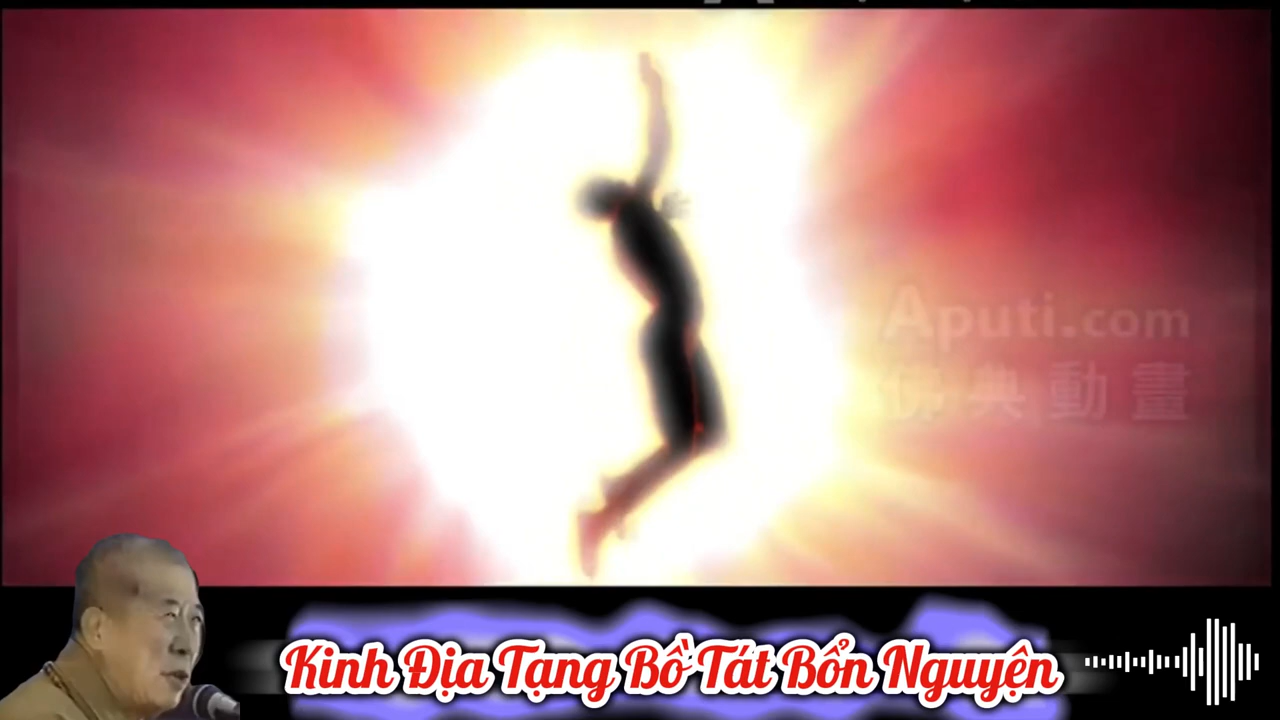 Aputi.com
佛典動畫
Kinh Địa Tạng Bồ Tát Bổn Nguyện